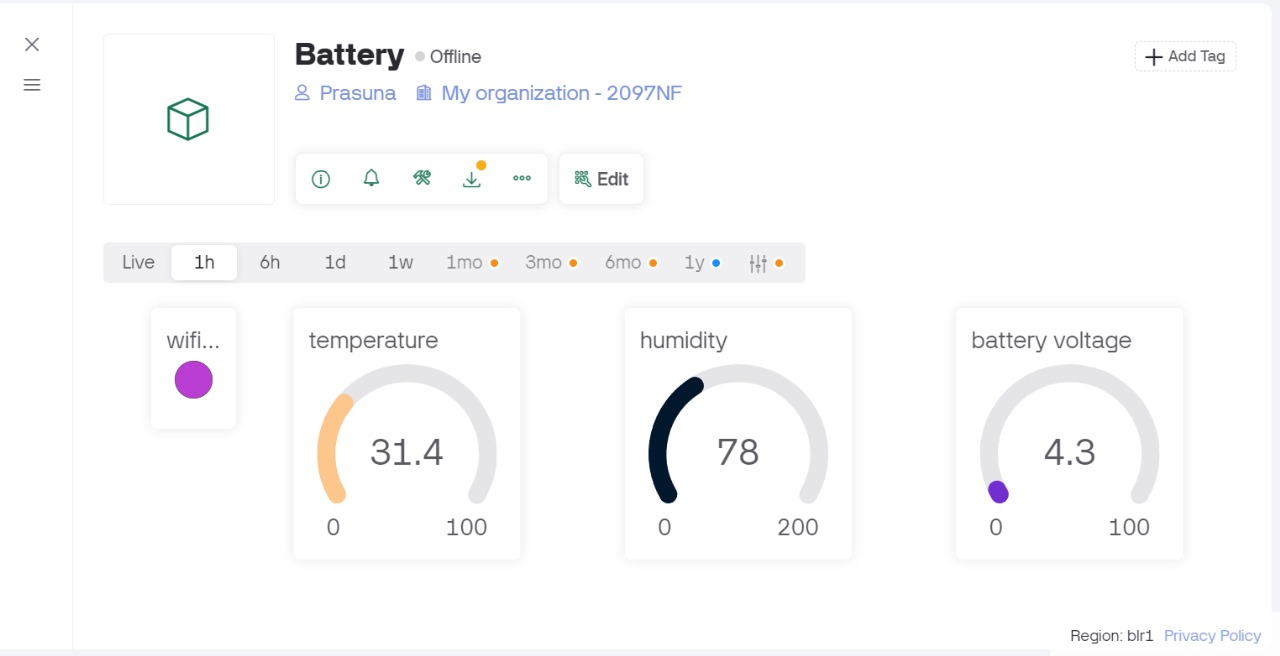 Battery Offline
Prasuna My organization - 2097NF
Add Tag
Edit
Live 1h 6h 1d 1w 1mo 3mo 6mo 1y
wifi...
temperature
31.4
0 100
humidity
78
0 200
battery voltage
4.3
0 100
Region: blr1 Privacy Policy